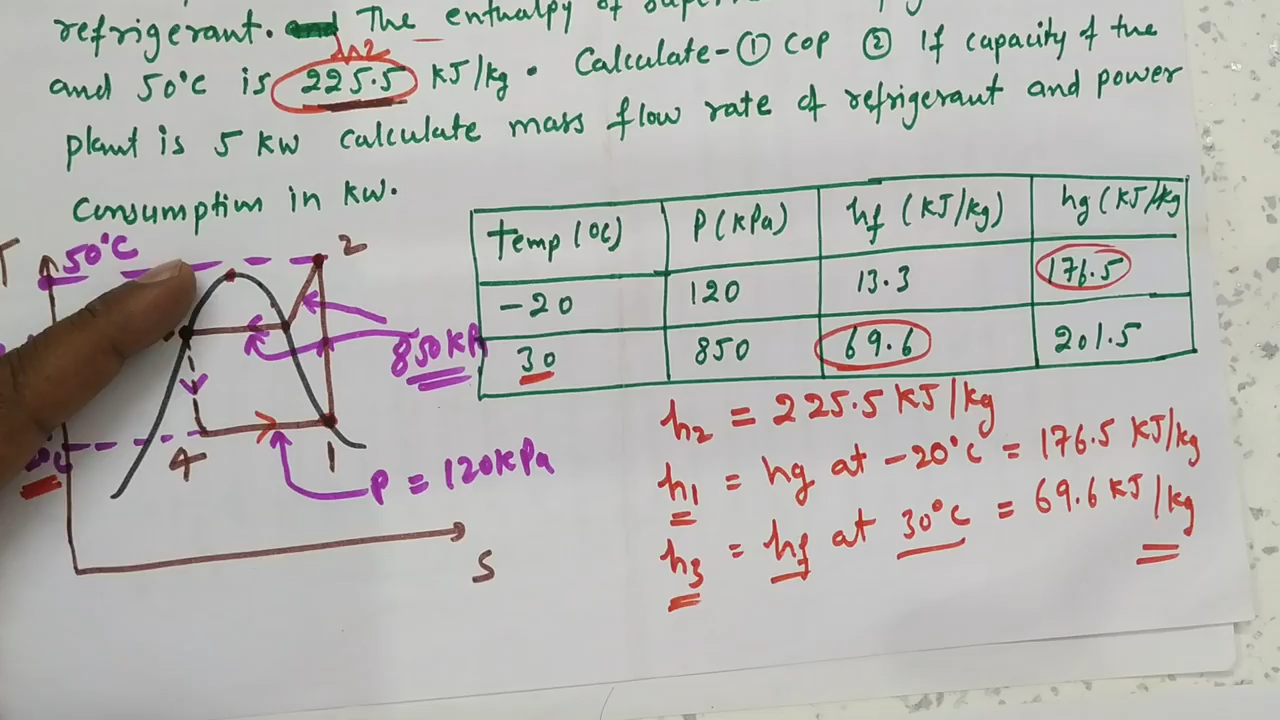 refrigerant. and The enthalpy of
h2
and 50°C is 225.5 KJ/kg. Calculate- ① COP ② If capacity of the
plant is 5 KW calculate mass flow rate of refrigerant and power
consumption in kw.
T
50°C
2
850KP
4
1
P = 120KPa
S
temp (°C) P(KPa) hf (KJ/kg) hg (KJ/kg
-20 120 13.3 176.5
30 850 69.6 201.5
h2 = 225.5 KJ/kg
h1 = hg at -20°C = 176.5 KJ/kg
h3 = hf at 30°C = 69.6 KJ/kg